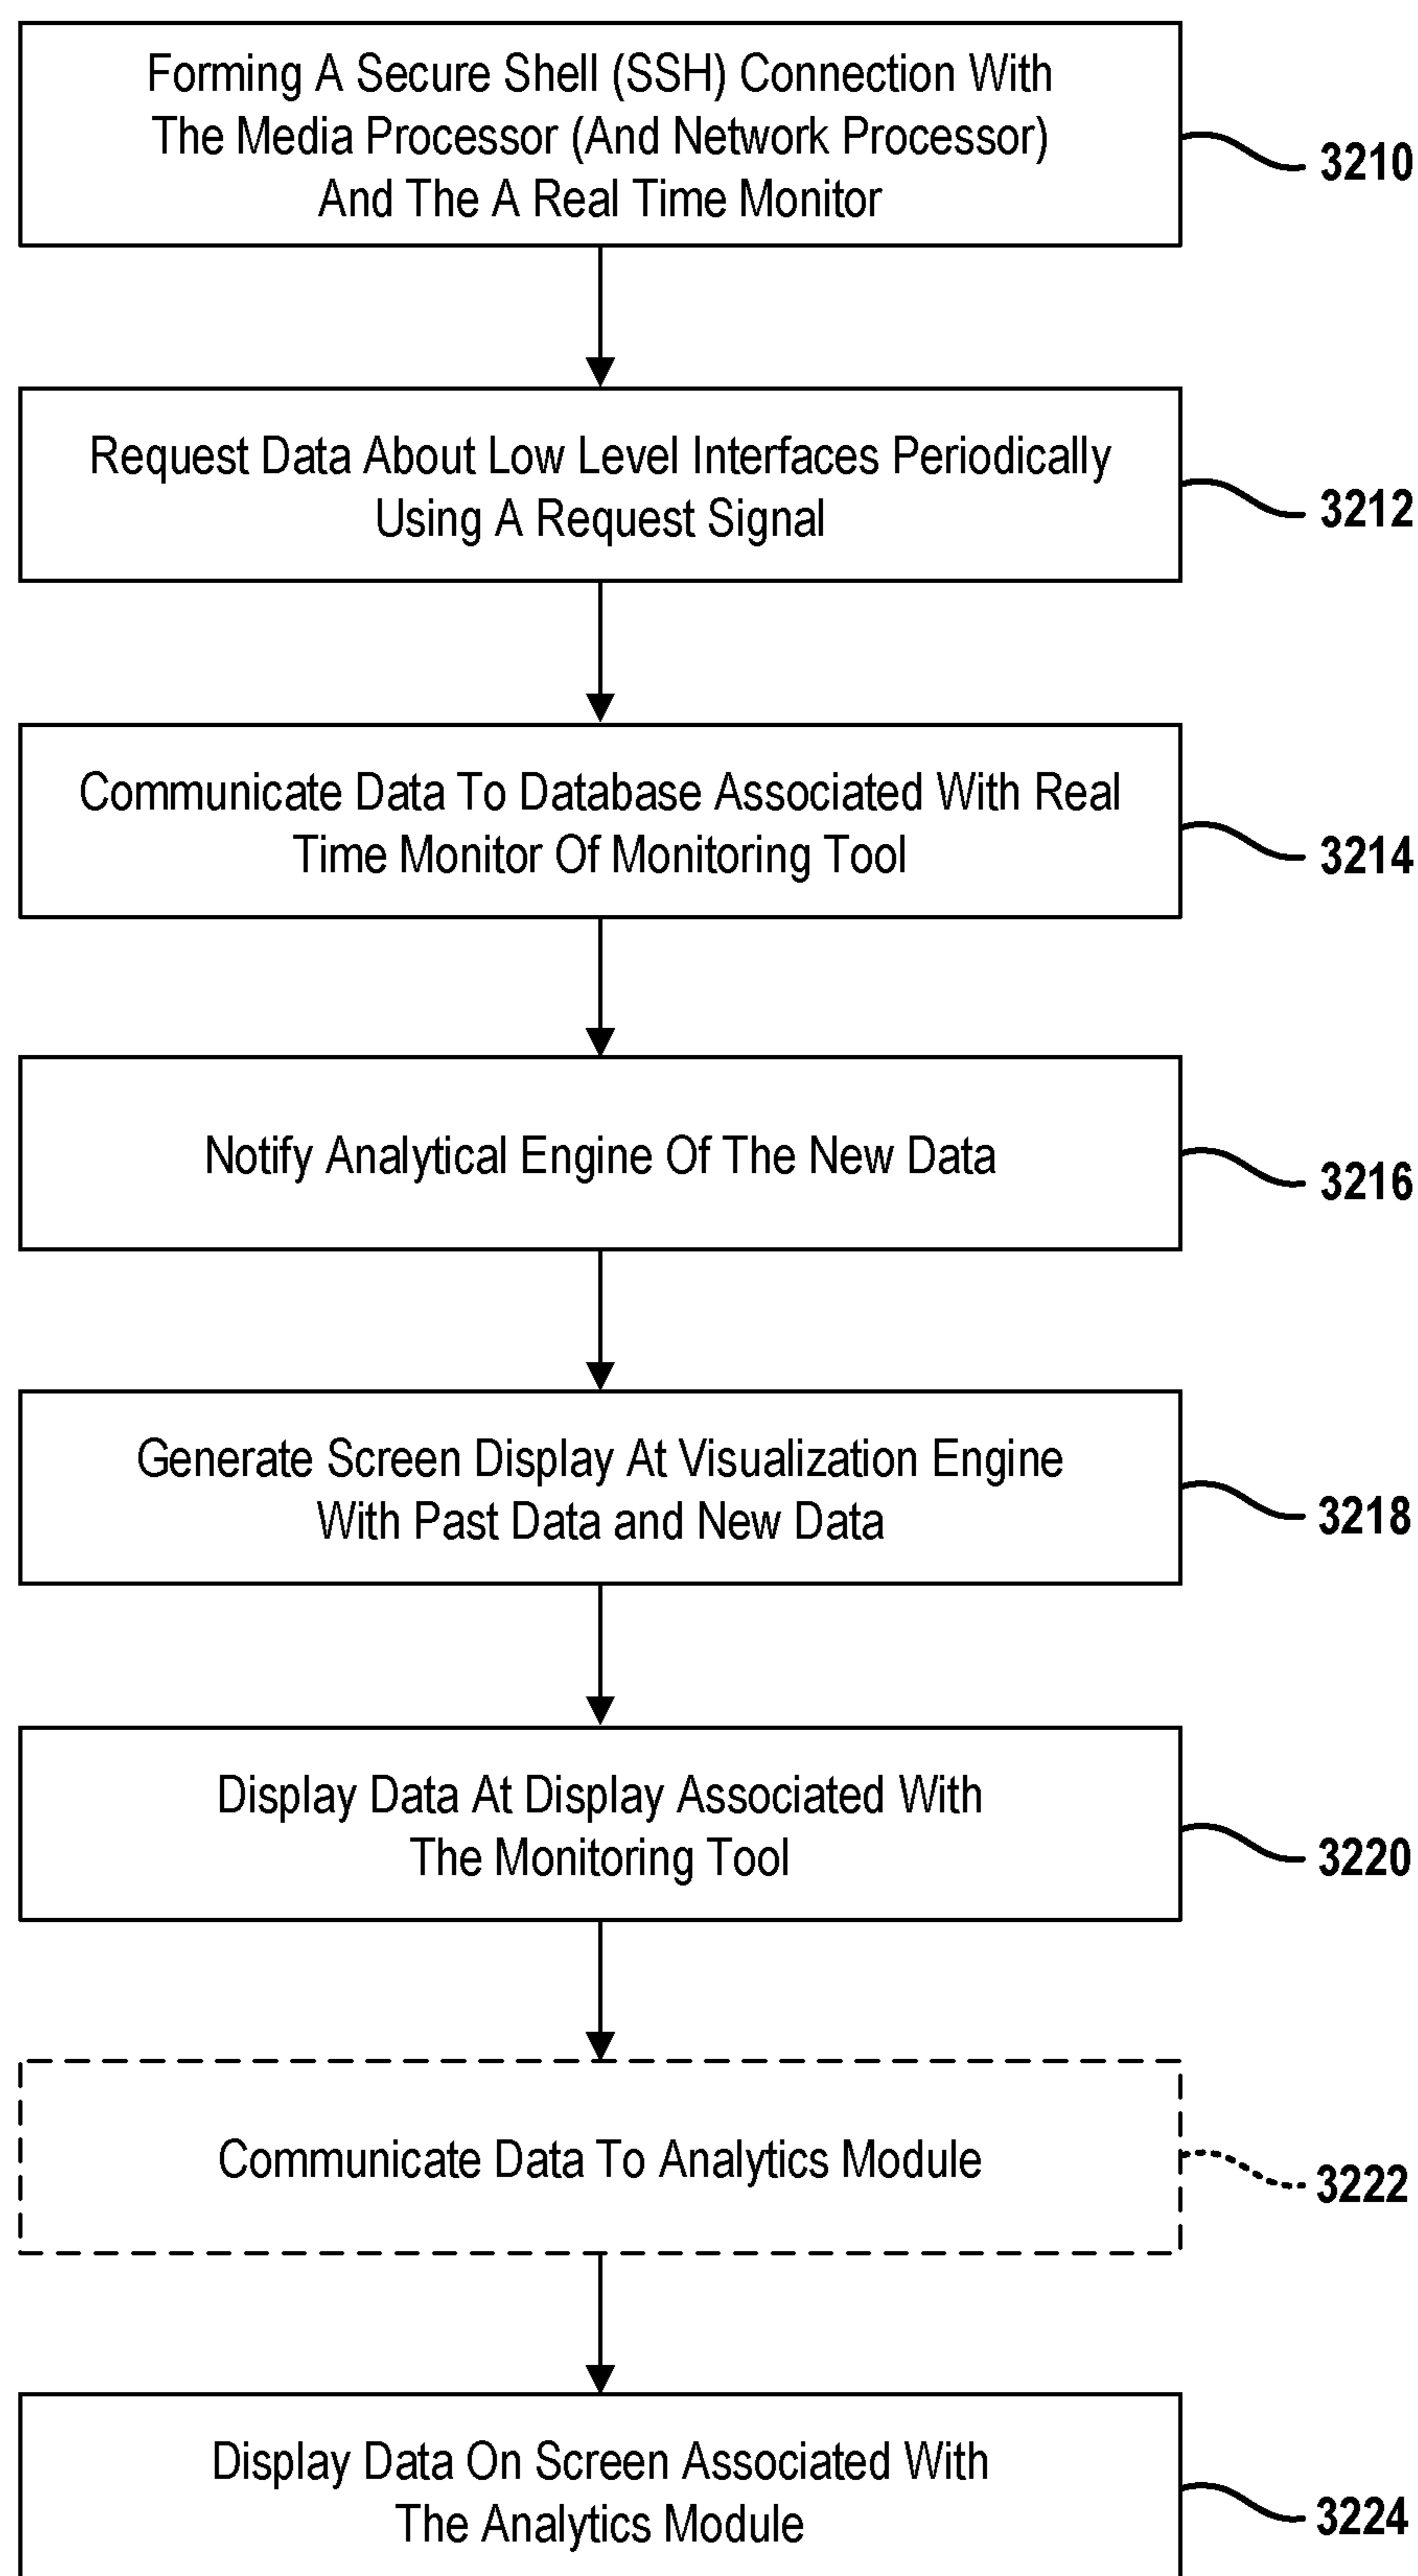 Forming A Secure Shell (SSH) Connection With
The Media Processor (And Network Processor)
And The A Real Time Monitor
3210
Request Data About Low Level Interfaces Periodically
Using A Request Signal
3212
Communicate Data To Database Associated With Real
Time Monitor Of Monitoring Tool
3214
Notify Analytical Engine Of The New Data
3216
Generate Screen Display At Visualization Engine
With Past Data and New Data
3218
Display Data At Display Associated With
The Monitoring Tool
3220
Communicate Data To Analytics Module
3222
Display Data On Screen Associated With
The Analytics Module
3224